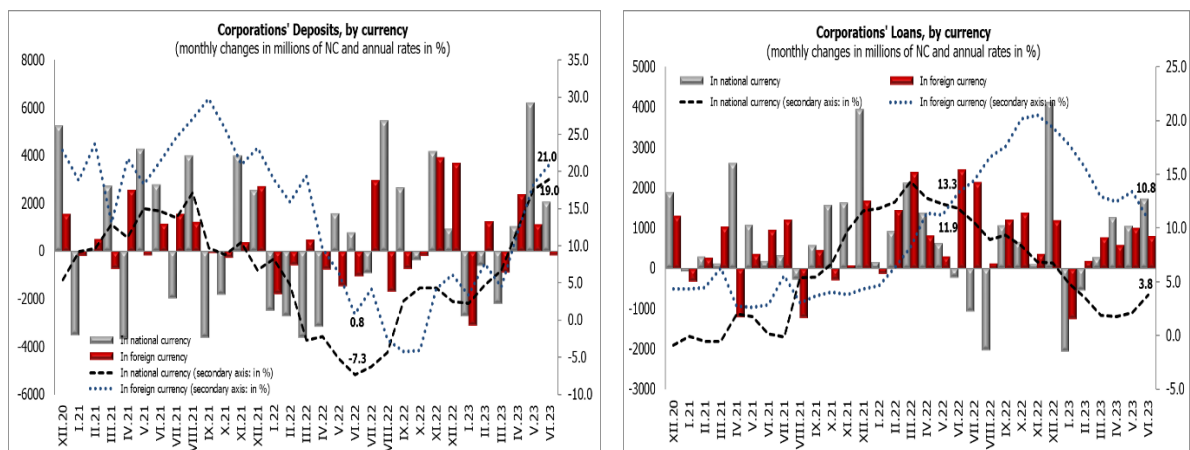 Corporations' Deposits, by currency
(monthly changes in millions of NC and annual rates in %)
8000
6000
4000
2000
0
-2000
-4000
-6000
35.0
30.0
25.0
20.0
15.0
10.0
5.0
0.0
-5.0
-10.0
21.0
19.0
0.8
-7.3
In national currency
In foreign currency
In national currency (secondary axis: in %)
In foreign currency (secondary axis: in %)
XII.20
I.21
II.21
III.21
IV.21
V.21
VI.21
VII.21
VIII.21
IX.21
X.21
XI.21
XII.21
I.22
II.22
III.22
IV.22
V.22
VI.22
VII.22
VIII.22
IX.22
X.22
XI.22
XII.22
I.23
II.23
III.23
IV.23
V.23
VI.23
Corporations' Loans, by currency
(monthly changes in millions of NC and annual rates in %)
In national currency
In foreign currency
In national currency (secondary axis: in %)
In foreign currency (secondary axis: in %)
5000
4000
3000
2000
1000
0
-1000
-2000
-3000
25.0
20.0
15.0
10.0
5.0
0.0
-5.0
13.3
11.9
10.8
3.8
XII.20
I.21
II.21
III.21
IV.21
V.21
VI.21
VII.21
VIII.21
IX.21
X.21
XI.21
XII.21
I.22
II.22
III.22
IV.22
V.22
VI.22
VII.22
VIII.22
IX.22
X.22
XI.22
XII.22
I.23
II.23
III.23
IV.23
V.23
VI.23